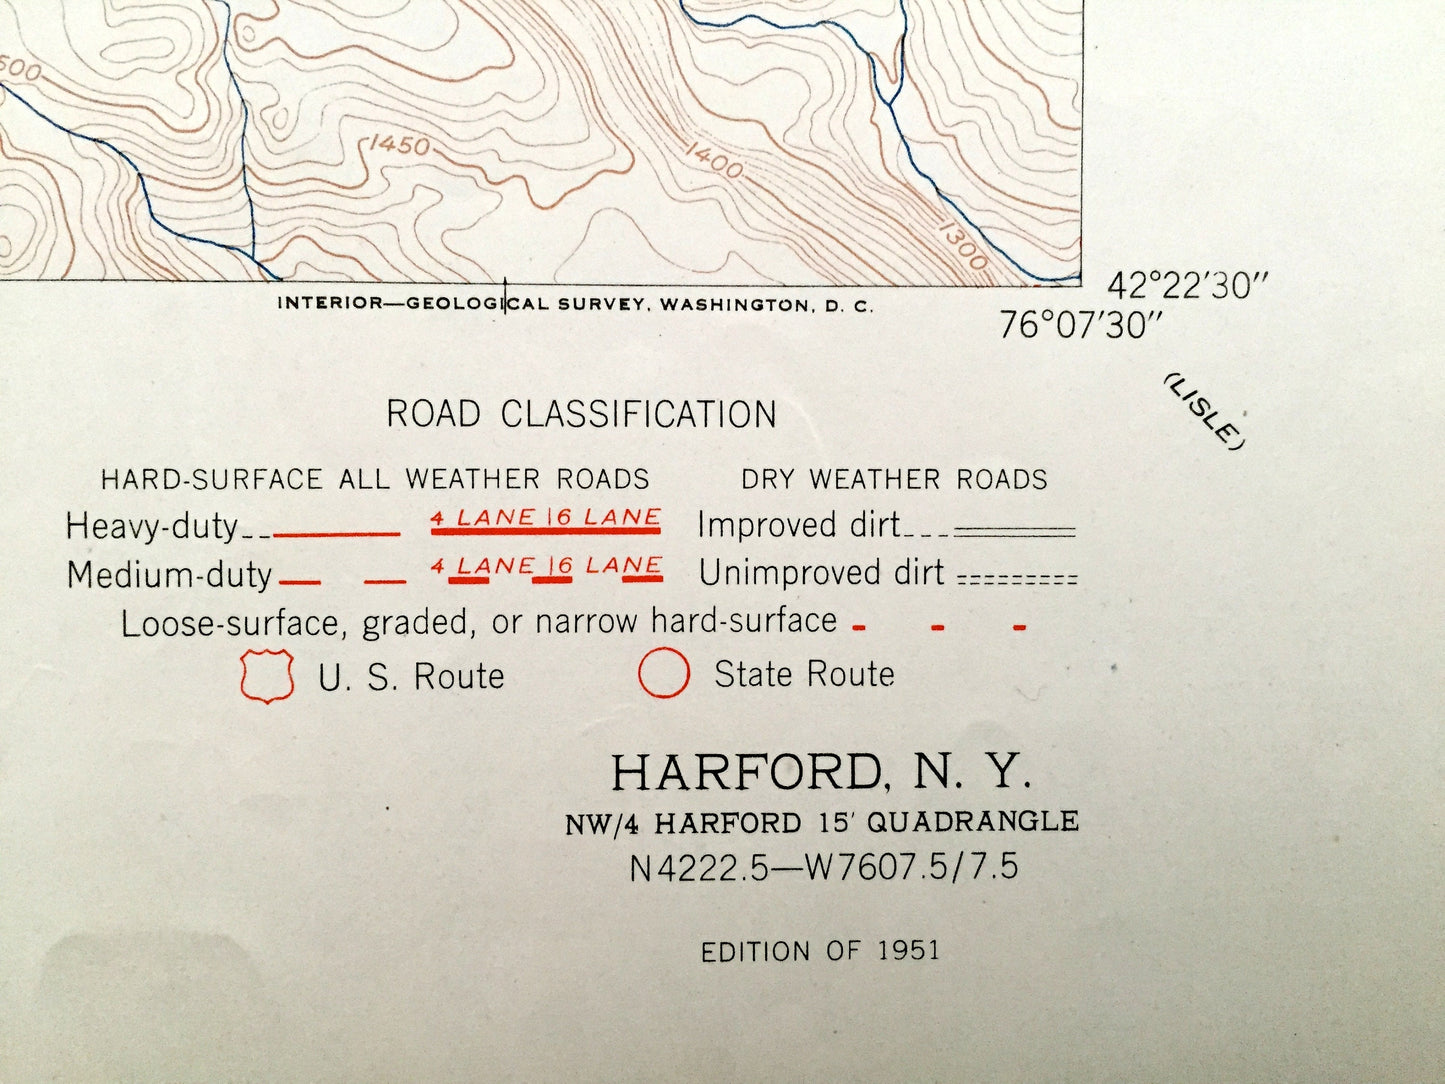 500
1450
1400
1300
INTERIOR—GEOLOGICAL SURVEY, WASHINGTON, D. C.
42°22′30″
76°07′30″
(LISLE)
ROAD CLASSIFICATION
HARD-SURFACE ALL WEATHER ROADS
DRY WEATHER ROADS
Heavy-duty
4 LANE | 6 LANE
Improved dirt
Medium-duty
4 LANE | 6 LANE
Unimproved dirt
Loose-surface, graded, or narrow hard-surface
U. S. Route
State Route
HARFORD, N. Y.
NW/4 HARFORD 15′ QUADRANGLE
N4222.5—W7607.5/7.5
EDITION OF 1951